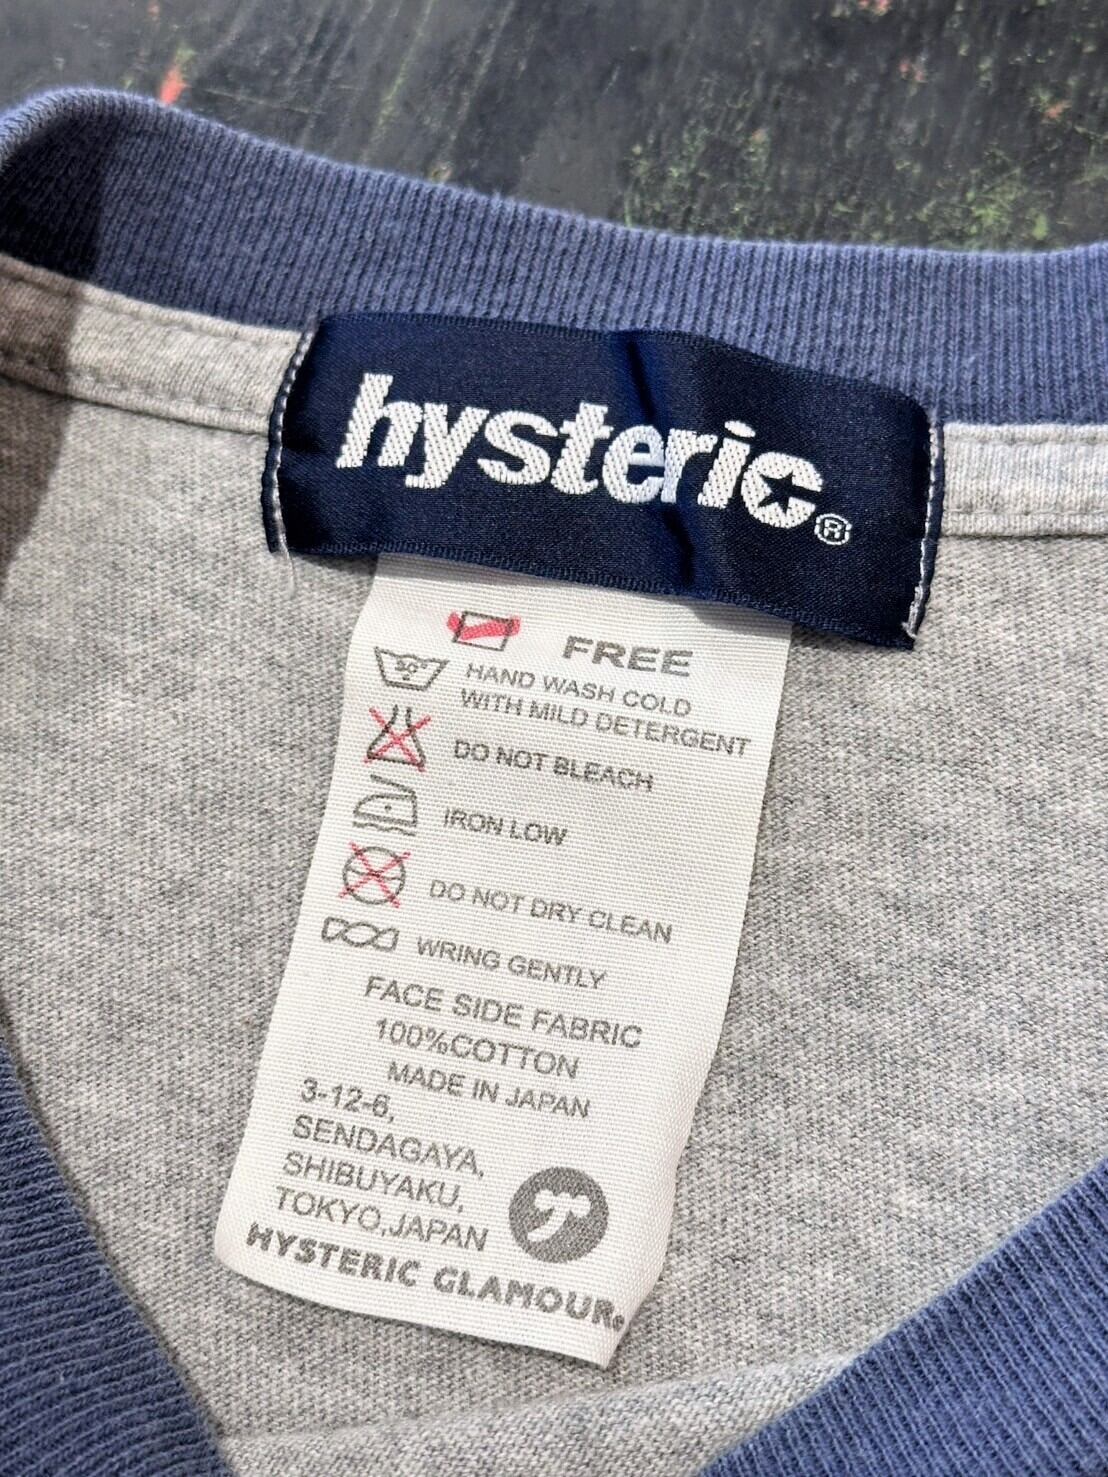 hysteric®
FREE
30°
HAND WASH COLD
WITH MILD DETERGENT
DO NOT BLEACH
IRON LOW
DO NOT DRY CLEAN
WRING GENTLY
FACE SIDE FABRIC
100%COTTON
MADE IN JAPAN
3-12-6,
SENDAGAYA,
SHIBUYAKU,
TOKYO,JAPAN
HYSTERIC GLAMOUR.